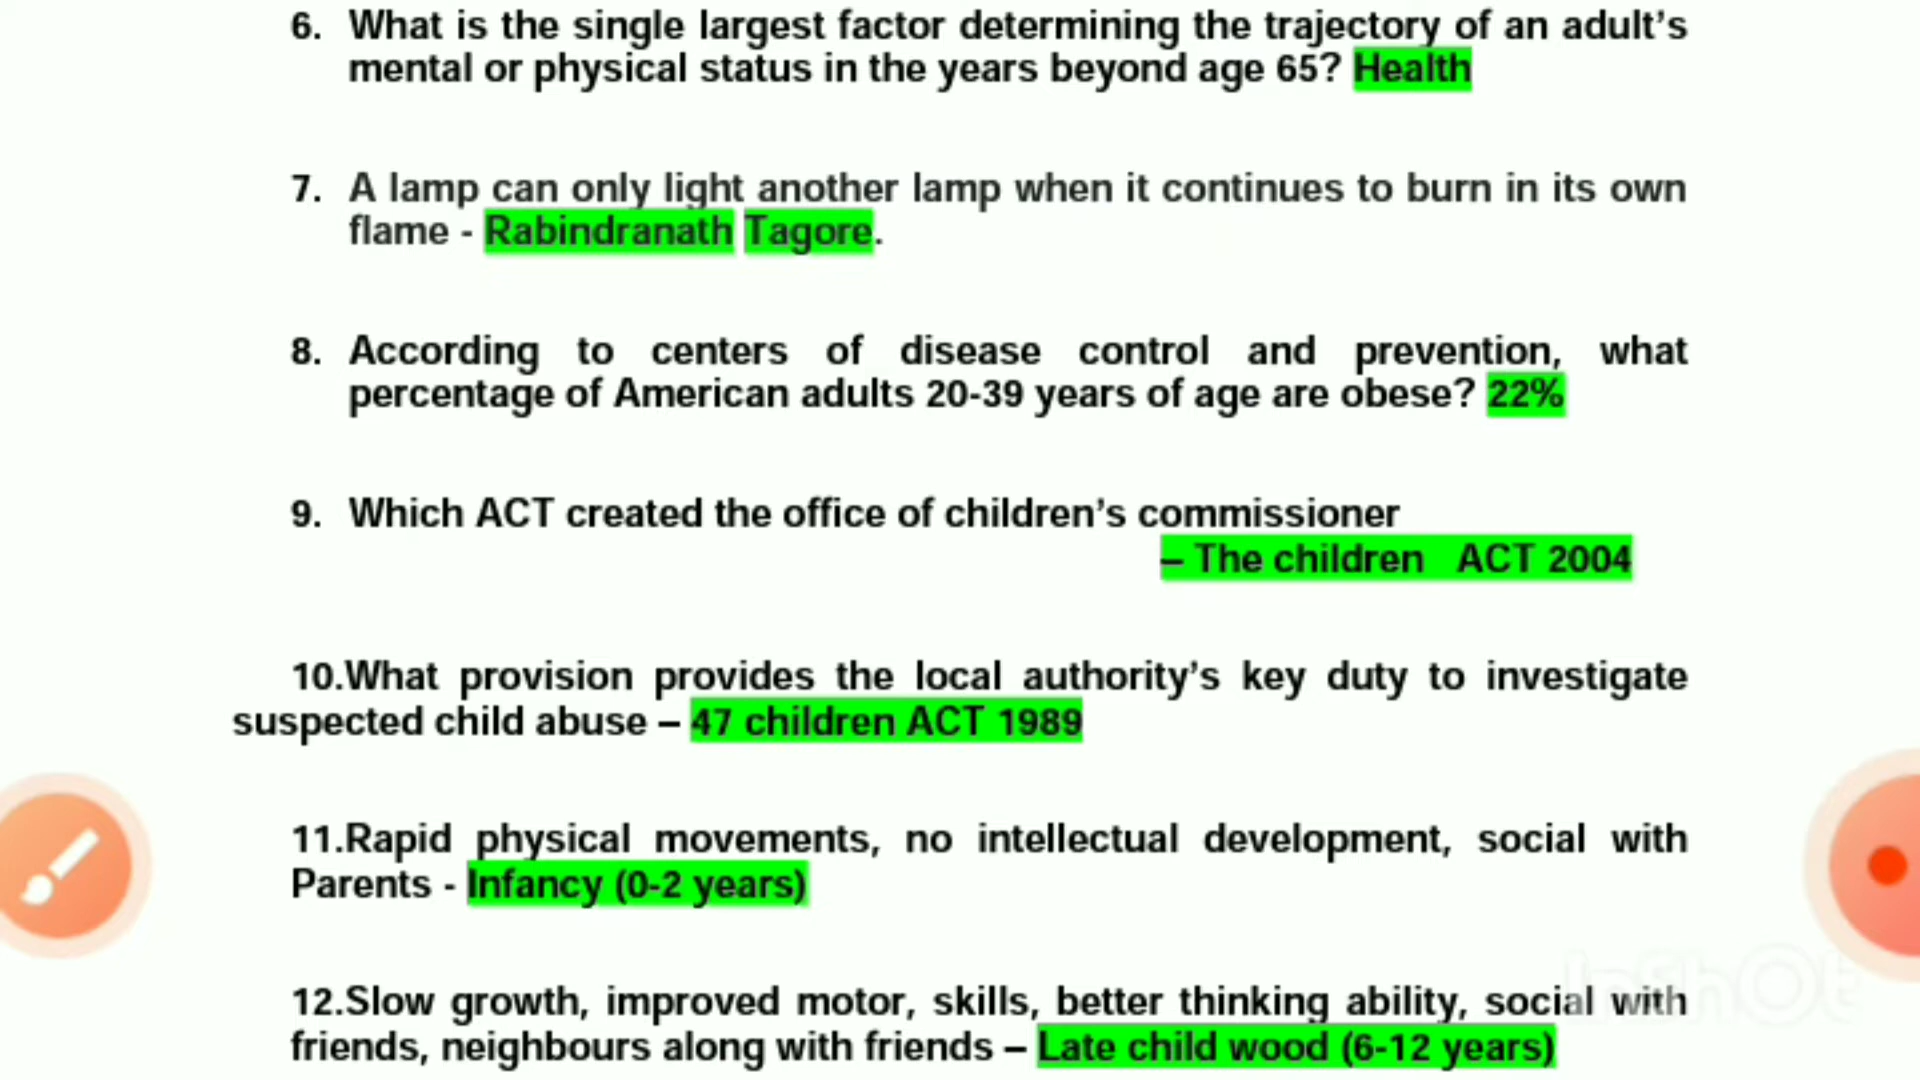 6. What is the single largest factor determining the trajectory of an adult’s
mental or physical status in the years beyond age 65? Health
7. A lamp can only light another lamp when it continues to burn in its own
flame - Rabindranath Tagore.
8. According to centers of disease control and prevention, what
percentage of American adults 20-39 years of age are obese? 22%
9. Which ACT created the office of children’s commissioner
– The children ACT 2004
10.What provision provides the local authority’s key duty to investigate
suspected child abuse – 47 children ACT 1989
11.Rapid physical movements, no intellectual development, social with
Parents - Infancy (0-2 years)
12.Slow growth, improved motor, skills, better thinking ability, social with
friends, neighbours along with friends – Late child wood (6-12 years)
InShOt